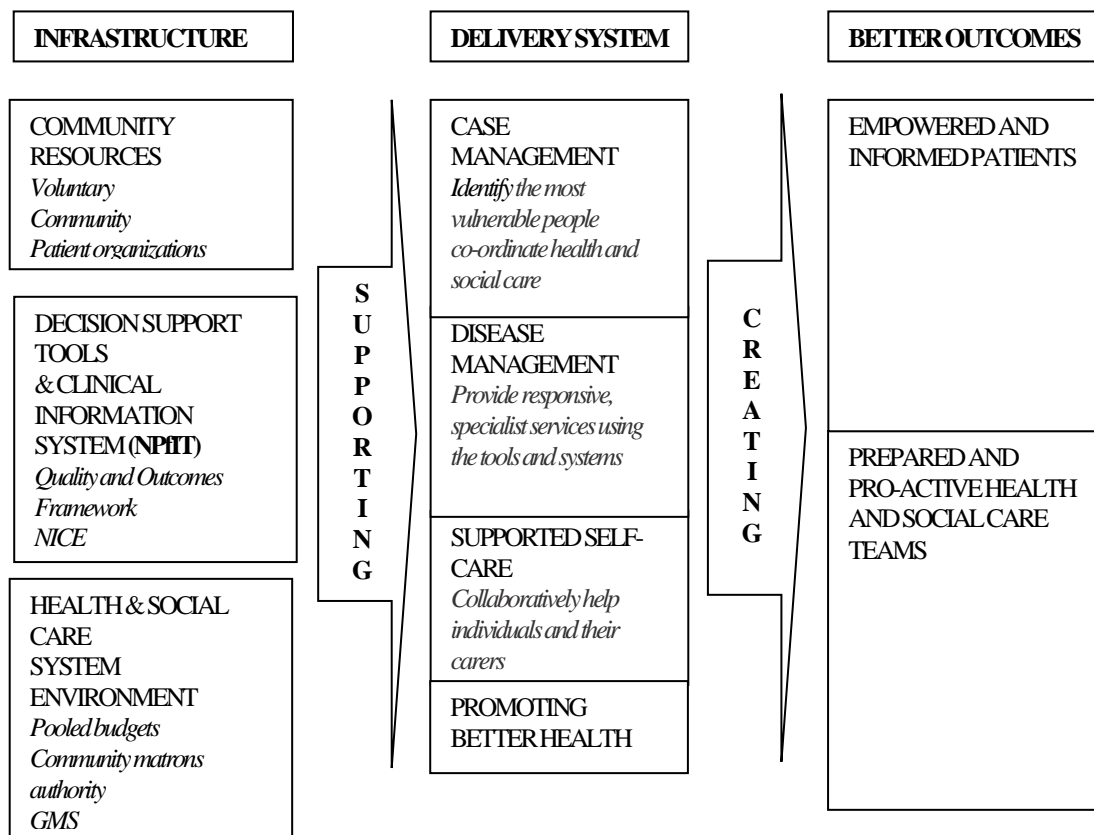 INFRASTRUCTURE
DELIVERY SYSTEM
BETTER OUTCOMES
COMMUNITY
RESOURCES
Voluntary
Community
Patient organizations
DECISION SUPPORT
TOOLS
& CLINICAL
INFORMATION
SYSTEM (NPfIT)
Quality and Outcomes
Framework
NICE
HEALTH & SOCIAL
CARE
SYSTEM
ENVIRONMENT
Pooled budgets
Community matrons
authority
GMS
SUPPORTING
CASE
MANAGEMENT
Identify the most
vulnerable people
co-ordinate health and
social care
DISEASE
MANAGEMENT
Provide responsive,
specialist services using
the tools and systems
SUPPORTED SELF-
CARE
Collaboratively help
individuals and their
carers
PROMOTING
BETTER HEALTH
CREATING
EMPOWERED AND
INFORMED PATIENTS
PREPARED AND
PRO-ACTIVE HEALTH
AND SOCIAL CARE
TEAMS